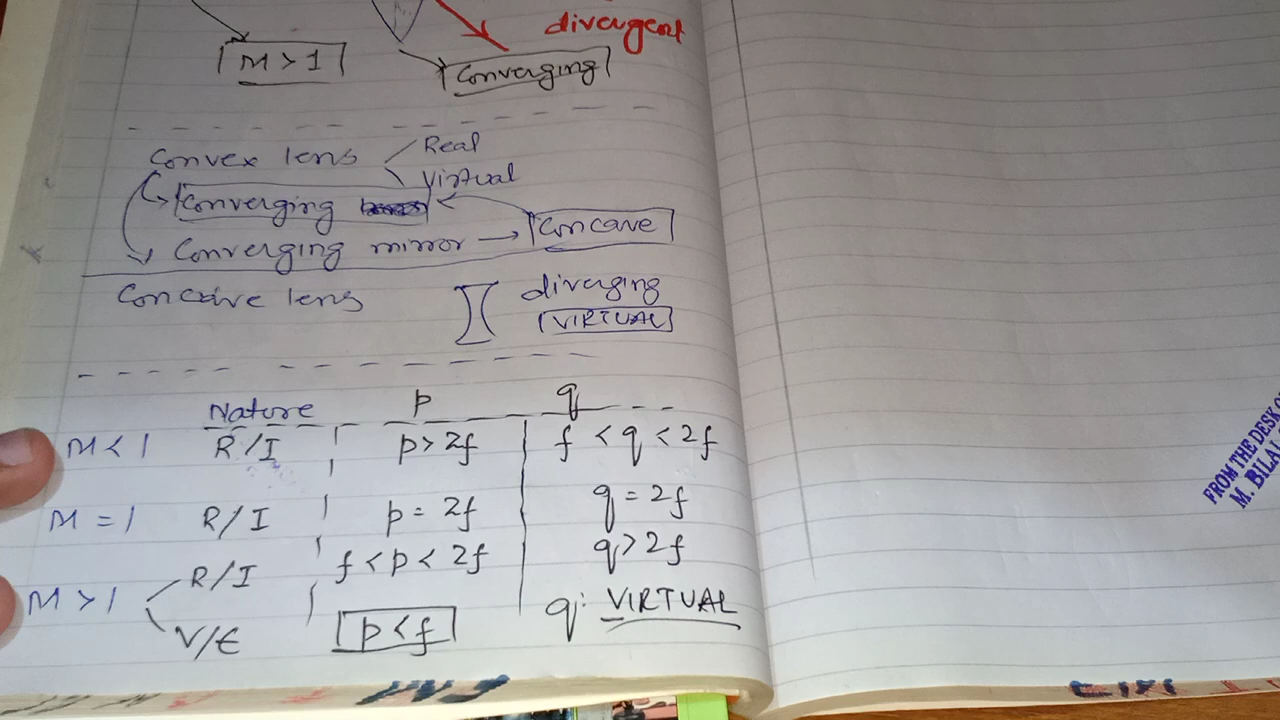 divergent
M > 1
Converging
Convex lens
Real
Virtual
Converging
Converging mirror → Concave
Concave lens
diverging
VIRTUAL
Nature p q
M < 1 R/I p > 2f f < q < 2f
M = 1 R/I p = 2f q = 2f
M > 1 R/I f < p < 2f q > 2f
V/E p < f q: VIRTUAL
FROM THE DESK O
M. BILAL